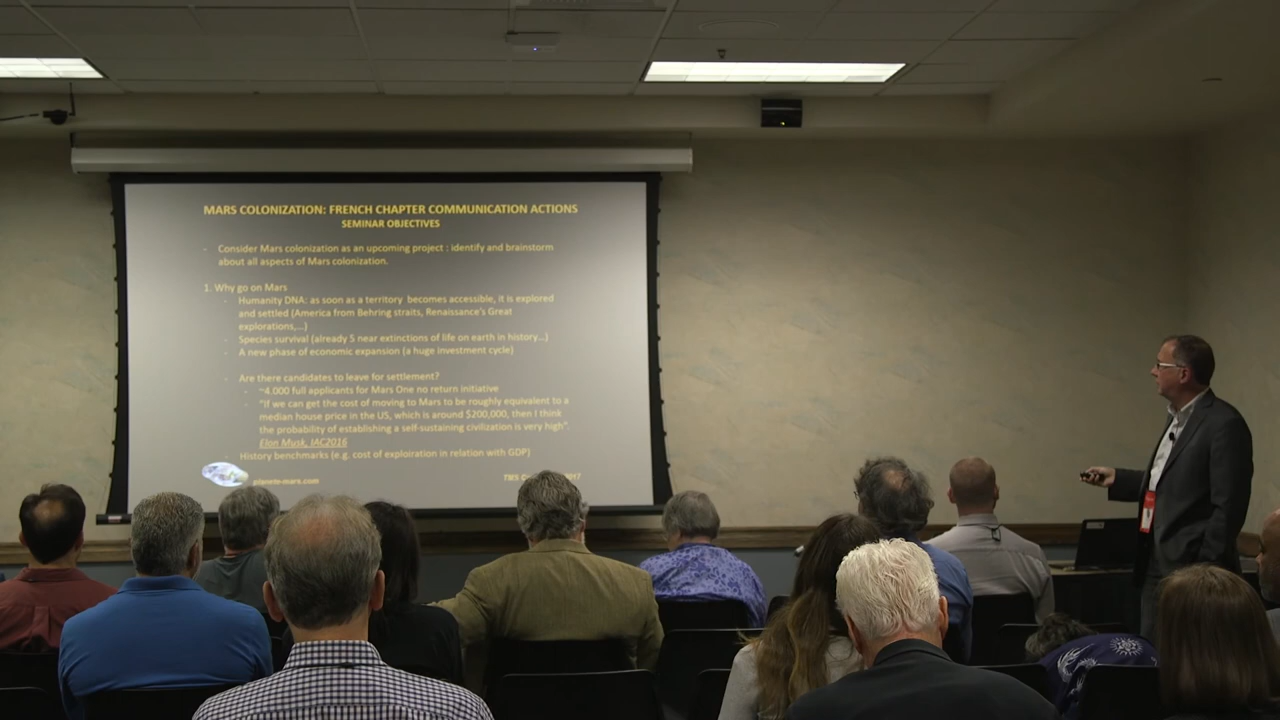 MARS COLONIZATION: FRENCH CHAPTER COMMUNICATION ACTIONS
SEMINAR OBJECTIVES
- Consider Mars colonization as an upcoming project : identify and brainstorm
about all aspects of Mars colonization.
1. Why go on Mars
- Humanity DNA: as soon as a territory becomes accessible, it is explored
and settled (America from Behring straits, Renaissance's Great
explorations,...)
- Species survival (already 5 near extinctions of life on earth in history...)
- A new phase of economic expansion (a huge investment cycle)
- Are there candidates to leave for settlement?
- ~4.000 full applicants for Mars One no return initiative
- "If we can get the cost of moving to Mars to be roughly equivalent to a
median house price in the US, which is around $200,000, then I think
the probability of establishing a self-sustaining civilization is very high".
Elon Musk, IAC2016
- History benchmarks (e.g. cost of exploration in relation with GDP)
planete-mars.com
TMS